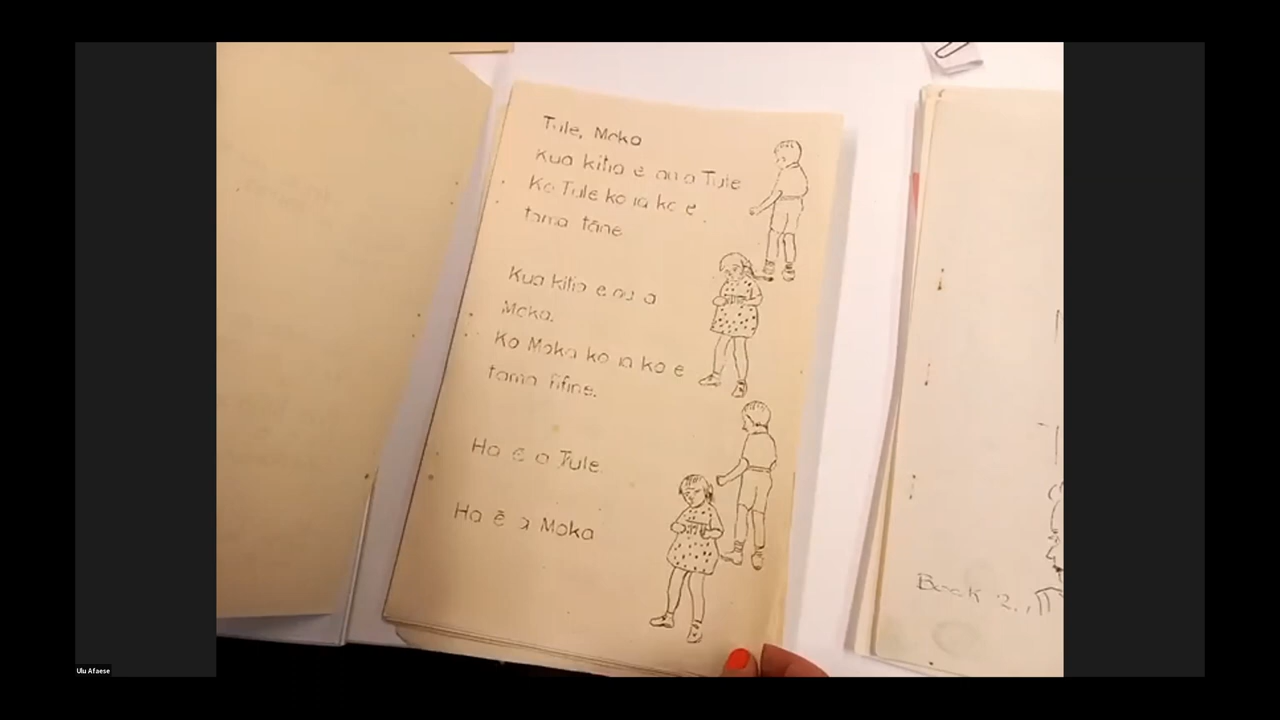 Tule, Moka
Kua kitia e au a Tule
Ko Tule ko ia ko e
tama tāne
Kua kitia e au a
Moka.
Ko Moka ko ia ko e
tama fifine.
Ha ē a Tule
Ha ē a Moka
Book 2.
Ulu Afaese